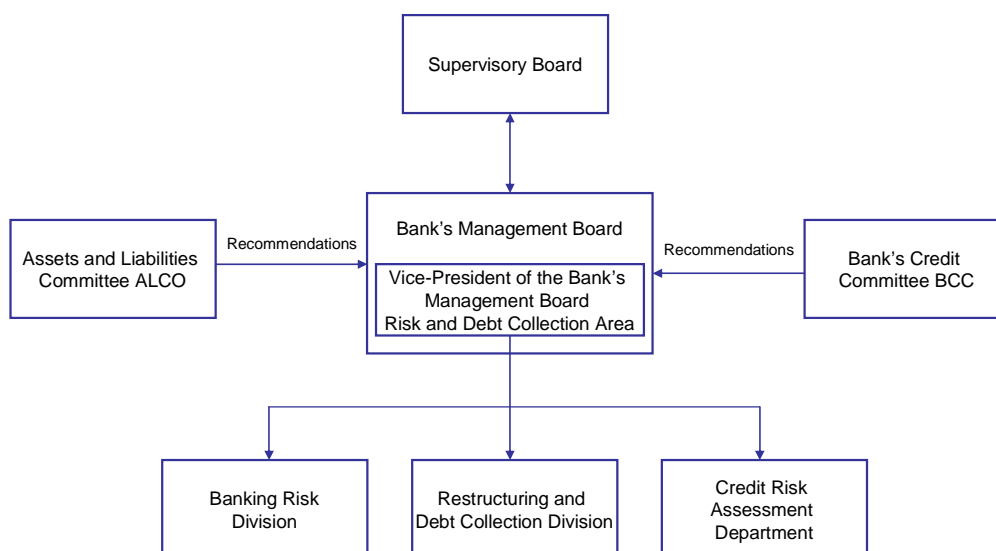 Supervisory Board
Bank’s Management Board
Recommendations
Recommendations
Assets and Liabilities
Committee ALCO
Vice-President of the Bank’s
Management Board
Risk and Debt Collection Area
Bank’s Credit
Committee BCC
Banking Risk
Division
Restructuring and
Debt Collection Division
Credit Risk
Assessment
Department